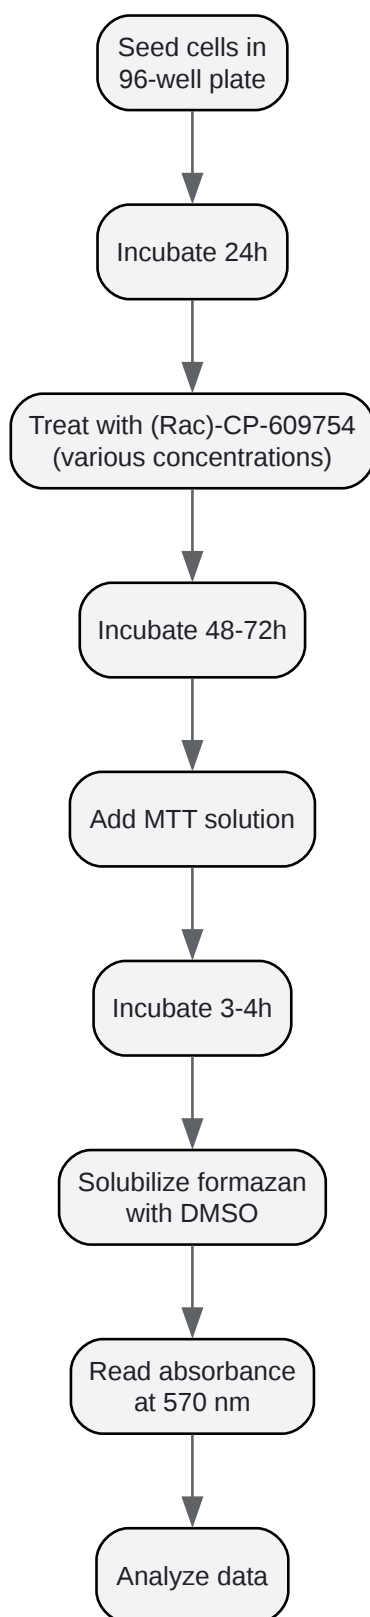 Seed cells in
96-well plate
Incubate 24h
Treat with (Rac)-CP-609754
(various concentrations)
Incubate 48-72h
Add MTT solution
Incubate 3-4h
Solubilize formazan
with DMSO
Read absorbance
at 570 nm
Analyze data